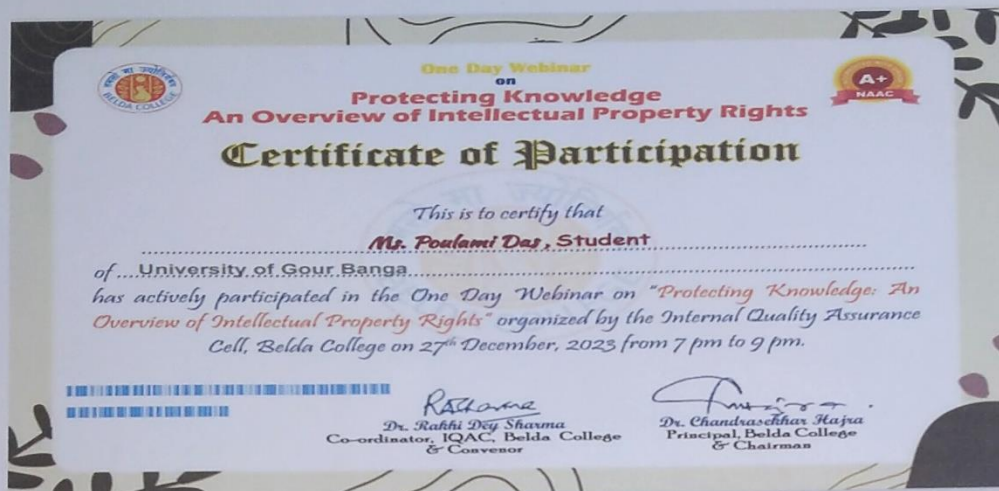 One Day Webinar
on
Protecting Knowledge
An Overview of Intellectual Property Rights
BELDA COLLEGE
A+
NAAC
Certificate of Participation
This is to certify that
Ms. Poulami Das, Student
of University of Gour Banga
has actively participated in the One Day Webinar on "Protecting Knowledge: An
Overview of Intellectual Property Rights" organized by the Internal Quality Assurance
Cell, Belda College on 27th December, 2023 from 7 pm to 9 pm.
Dr. Rakhi Dey Sharma
Co-ordinator, IQAC, Belda College
& Convenor
Dr. Chandrasekhar Hajra
Principal, Belda College
& Chairman